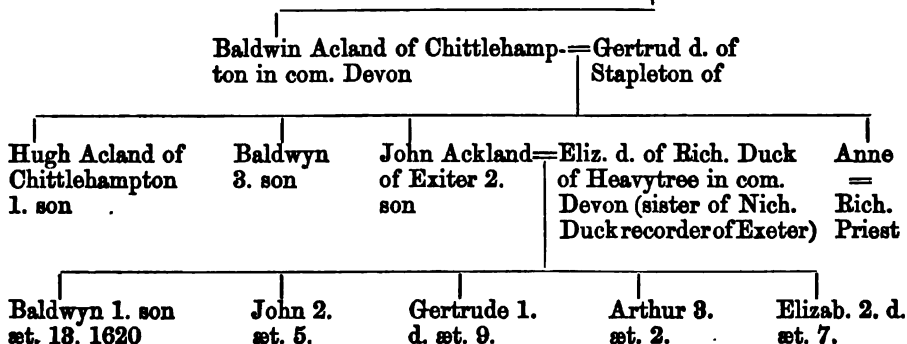 Baldwin Acland of Chittlehamp-=Gertrud d. of
ton in com. Devon Stapleton of
Hugh Acland of
Chittlehampton
1. son
Baldwyn
3. son
John Ackland=Eliz. d. of Rich. Duck
of Exiter 2. of Heavytree in com.
son Devon (sister of Nich.
Duck recorder of Exeter)
Anne
=
Rich.
Priest
Baldwyn 1. son
æt. 13. 1620
John 2.
æt. 5.
Gertrude 1.
d. æt. 9.
Arthur 3.
æt. 2.
Elizab. 2. d.
æt. 7.